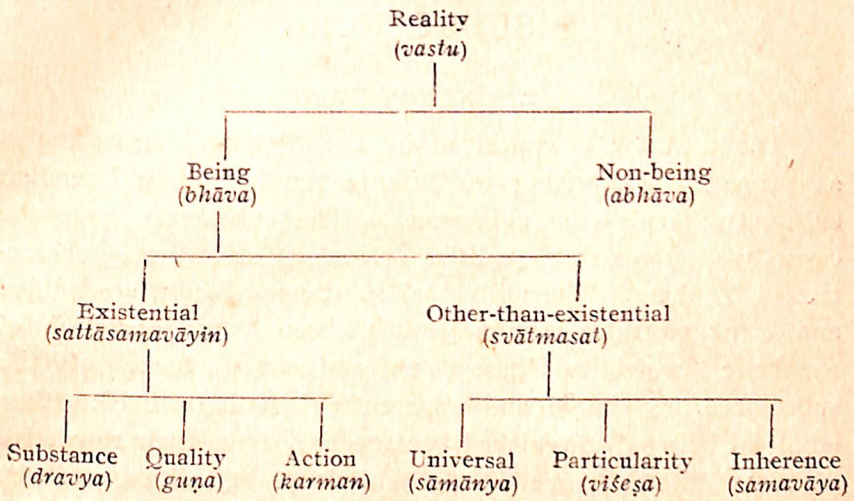 Reality
(vastu)
Being
(bhāva)
Non-being
(abhāva)
Existential
(sattāsamavāyin)
Other-than-existential
(svātmasat)
Substance
(dravya)
Quality
(guṇa)
Action
(karman)
Universal
(sāmānya)
Particularity
(viśeṣa)
Inherence
(samavāya)